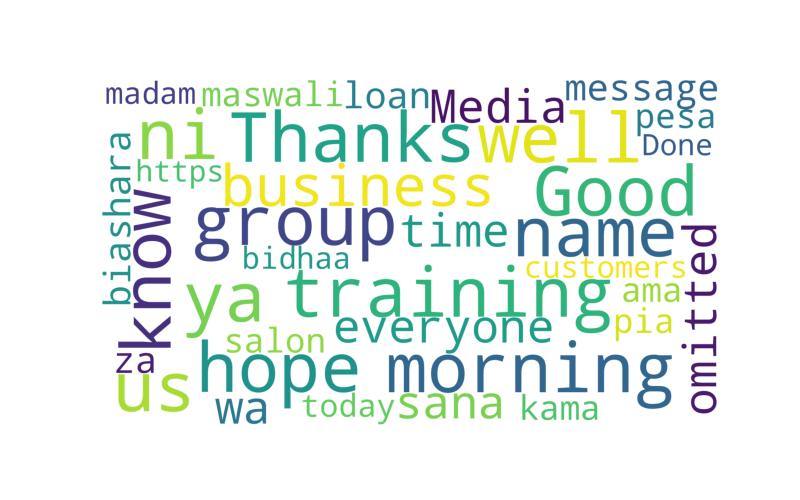 madam maswali loan Media message
ni Thanks well pesa
Done
biashara https business Good
know group time name
bidhaa customers omitted
ya training ama
everyone pia
salon
za hope morning
us wa today sana kama